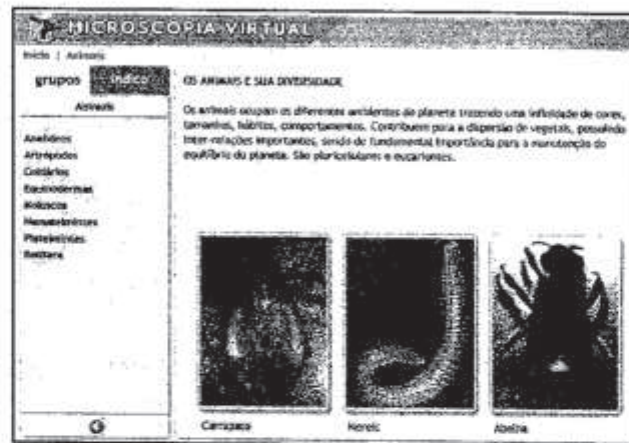 MICROSCOPIA VIRTUAL
Início | Animais
grupos índice
Animais
Anelídeos
Artrópodos
Cnidários
Equinodermas
Moluscos
Nematelmintos
Platelmintes
OS ANIMAIS E SUA DIVERSIDADE
Os animais ocupam os diferentes ambientes do planeta trazendo uma infinidade de cores,
tamanhos, hábitos, comportamentos. Contribuem para a dispersão de vegetais, possuindo
inter-relações importantes, sendo de fundamental importância para a manutenção do
equilíbrio do planeta. São pluricelulares e eucariontes.
Carrapato
Nereis
Abelha